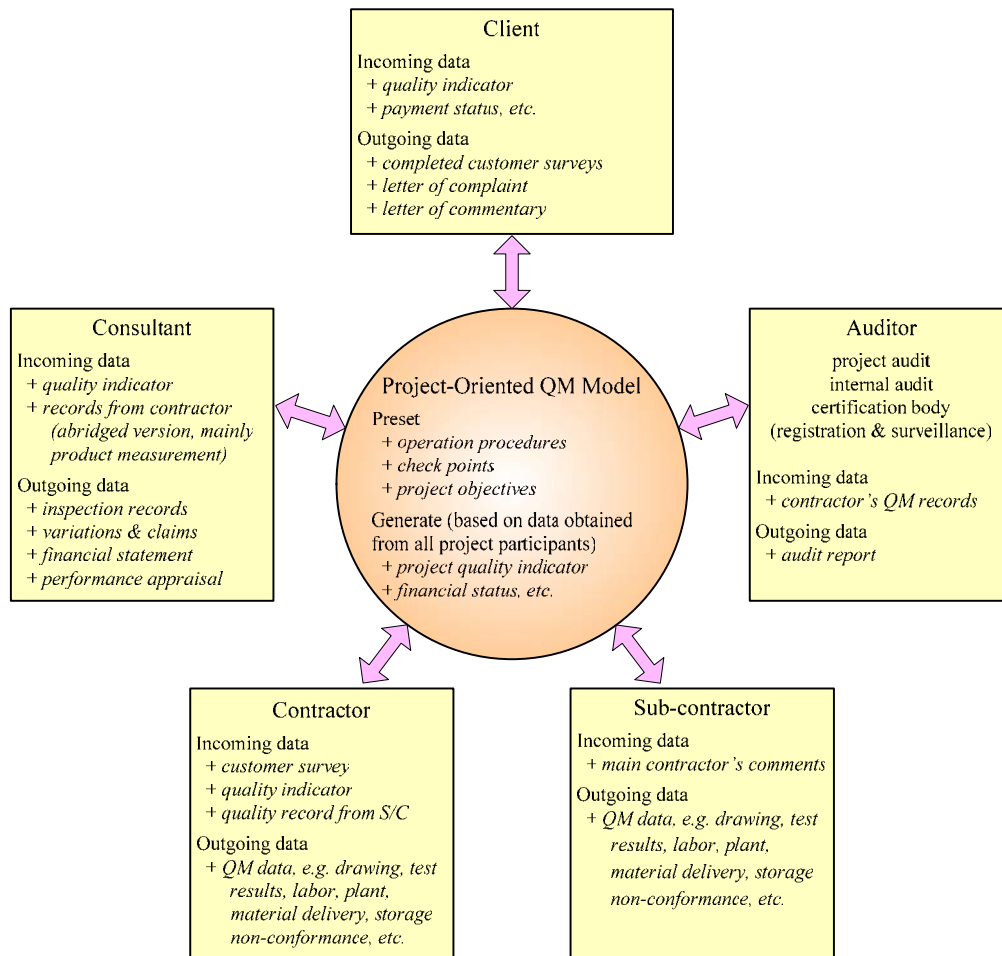 Client
Incoming data
+ quality indicator
+ payment status, etc.
Outgoing data
+ completed customer surveys
+ letter of complaint
+ letter of commentary
Consultant
Incoming data
+ quality indicator
+ records from contractor
(abridged version, mainly
product measurement)
Outgoing data
+ inspection records
+ variations & claims
+ financial statement
+ performance appraisal
Project-Oriented QM Model
Preset
+ operation procedures
+ check points
+ project objectives
Generate (based on data obtained
from all project participants)
+ project quality indicator
+ financial status, etc.
Auditor
project audit
internal audit
certification body
(registration & surveillance)
Incoming data
+ contractor's QM records
Outgoing data
+ audit report
Contractor
Incoming data
+ customer survey
+ quality indicator
+ quality record from S/C
Outgoing data
+ QM data, e.g. drawing, test
results, labor, plant,
material delivery, storage
non-conformance, etc.
Sub-contractor
Incoming data
+ main contractor's comments
Outgoing data
+ QM data, e.g. drawing, test
results, labor, plant,
material delivery, storage
non-conformance, etc.